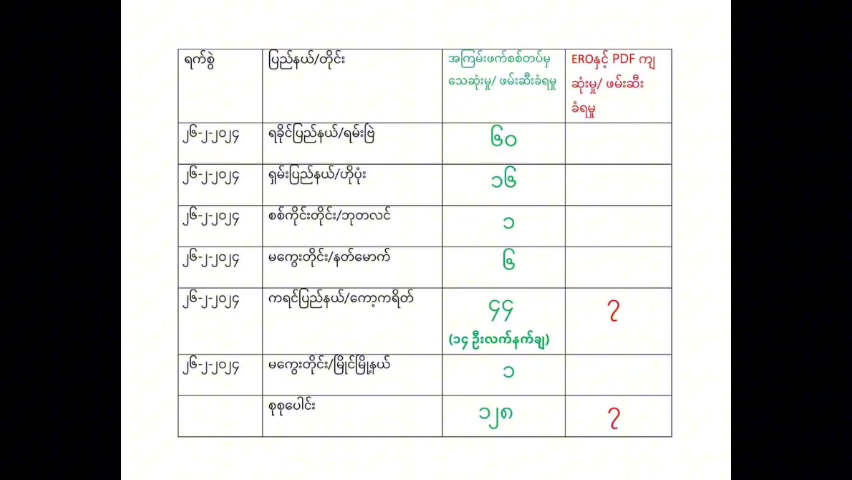 ရက်စွဲ
ပြည်နယ်/တိုင်း
အကြမ်းဖက်စစ်တပ်မှ
သေဆုံးမှု/ ဖမ်းဆီးခံရမှု
EROနှင့် PDF ကျ
ဆုံးမှု/ ဖမ်းဆီး
ခံရမှု
၂၆-၂-၂၀၂၄ ရခိုင်ပြည်နယ်/ရမ်းဗြဲ ၆၀
၂၆-၂-၂၀၂၄ ရှမ်းပြည်နယ်/ဟိုပုံး ၁၆
၂၆-၂-၂၀၂၄ စစ်ကိုင်းတိုင်း/ဘုတလင် ၁
၂၆-၂-၂၀၂၄ မကွေးတိုင်း/နတ်မောက် ၆
၂၆-၂-၂၀၂၄ ကရင်ပြည်နယ်/ကော့ကရိတ် ၄၄ ၇
(၁၄ ဦးလက်နက်ချ)
၂၆-၂-၂၀၂၄ မကွေးတိုင်း/မြိုင်မြို့နယ် ၁
စုစုပေါင်း ၁၂၈ ၇